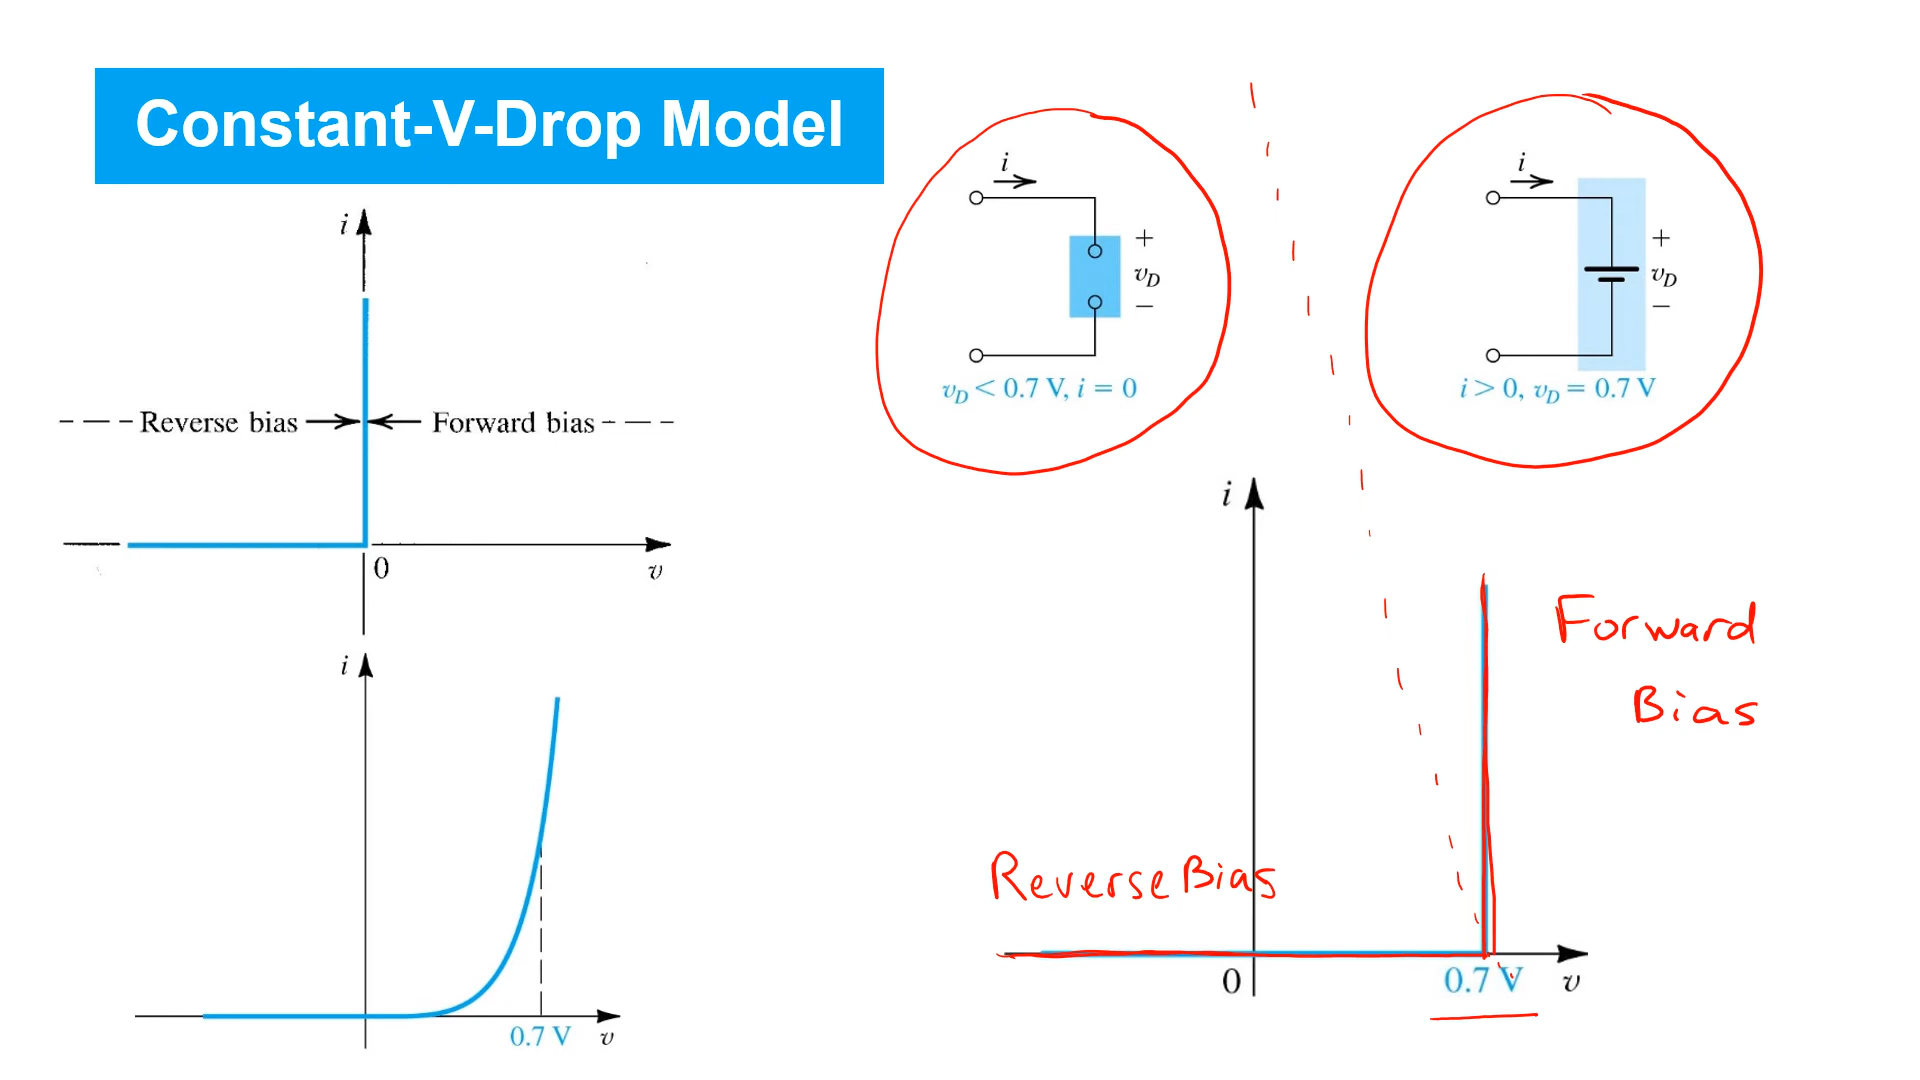 Constant-V-Drop Model
i
Reverse bias
Forward bias
0
v
i
0.7 V
v
i
+
v_D
−
v_D < 0.7 V, i = 0
i
+
v_D
−
i > 0, v_D = 0.7 V
i
Forward
Bias
Reverse Bias
0
0.7 V
v